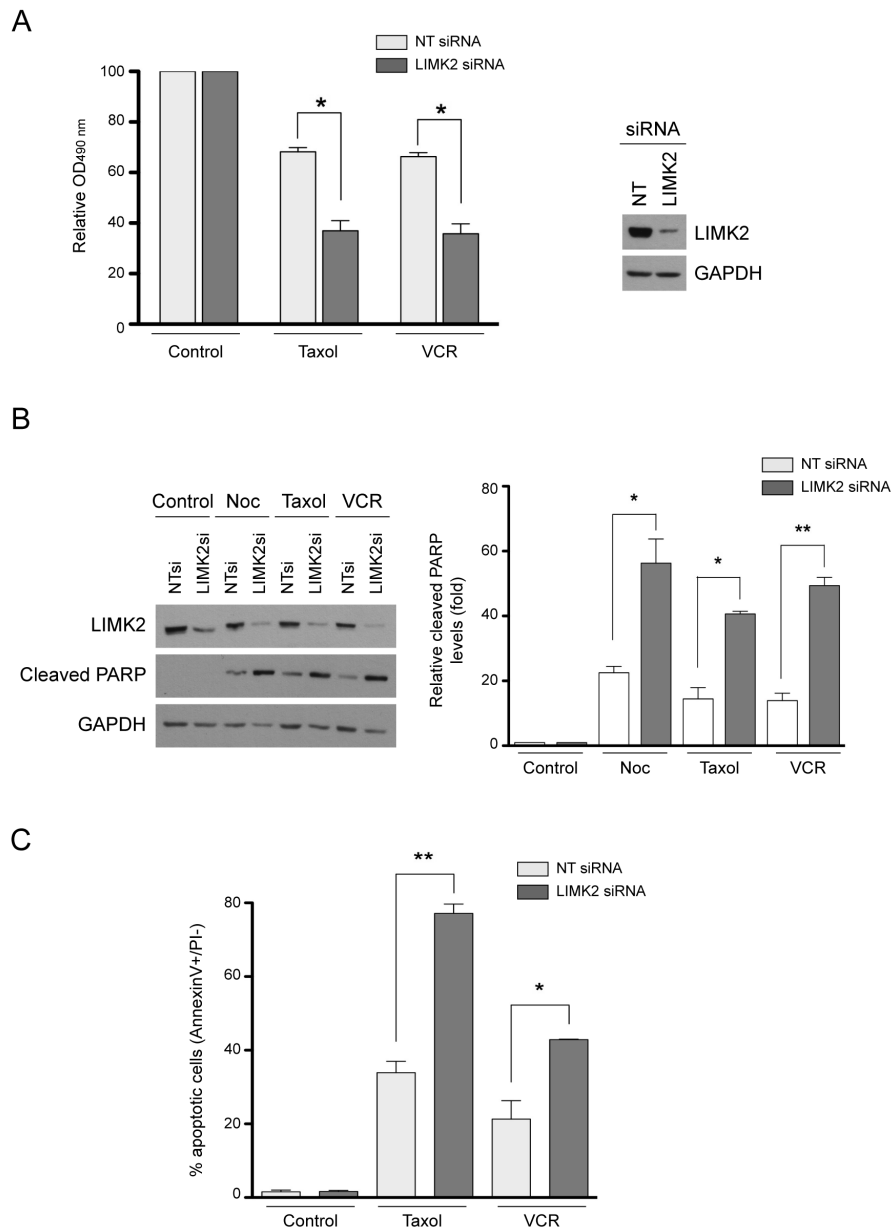 A
NT siRNA
LIMK2 siRNA
100
80
60
40
20
0
Relative OD490 nm
*
*
Control
Taxol
VCR
siRNA
NT
LIMK2
LIMK2
GAPDH
B
Control
Noc
Taxol
VCR
NTsi
LIMK2si
NTsi
LIMK2si
NTsi
LIMK2si
NTsi
LIMK2si
LIMK2
Cleaved PARP
GAPDH
NT siRNA
LIMK2 siRNA
80
60
40
20
0
Relative cleaved PARP
levels (fold)
*
*
**
Control
Noc
Taxol
VCR
C
NT siRNA
LIMK2 siRNA
80
60
40
20
0
% apoptotic cells (AnnexinV+/PI-)
**
*
Control
Taxol
VCR